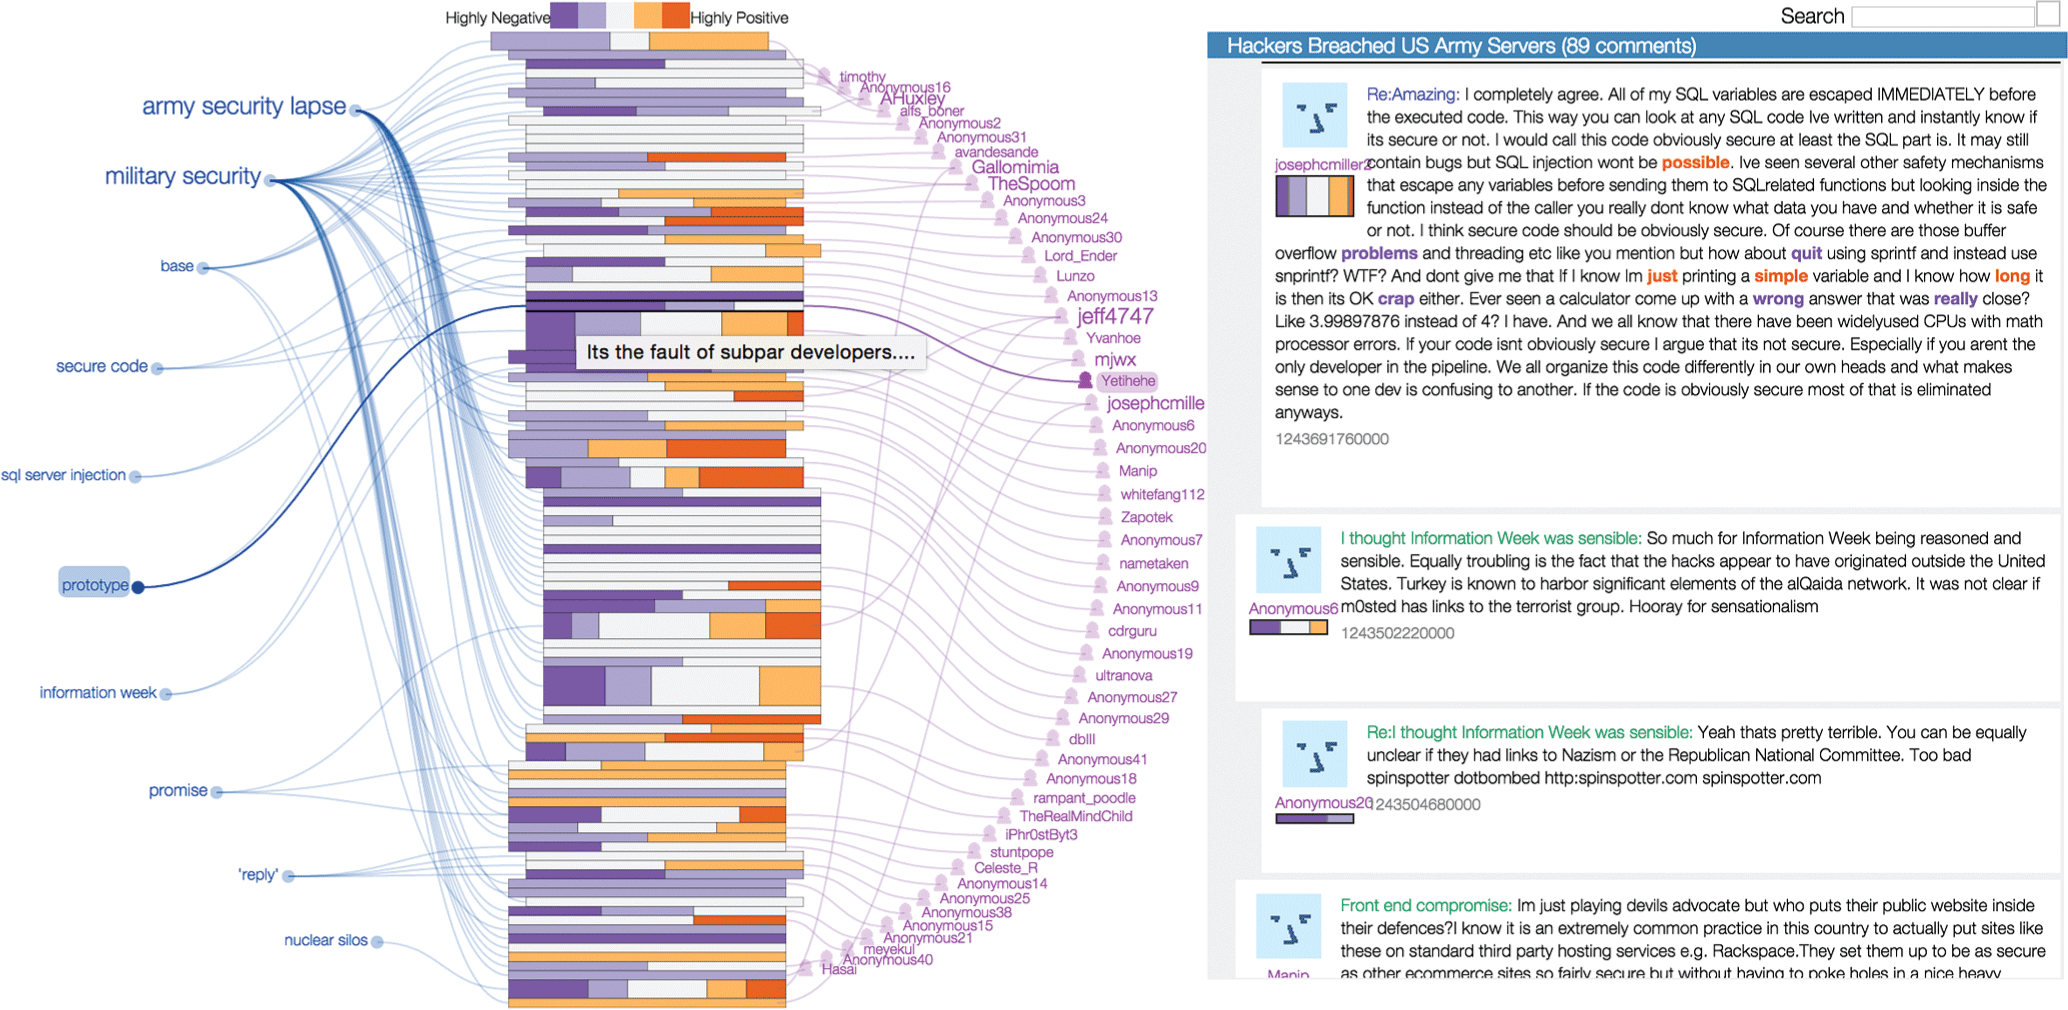 Highly Negative
Highly Positive
army security lapse
military security
base
secure code
sql server injection
prototype
information week
promise
'reply'
nuclear silos
Its the fault of subpar developers....
timothy
Anonymous16
AHuxley
alfs_boner
Anonymous2
Anonymous31
avandesande
Gallomimia
TheSpoom
Anonymous3
Anonymous24
Anonymous30
Lord_Ender
Lunzo
Anonymous13
jeff4747
Yvanhoe
mjwx
Yetihehe
josephcmille
Anonymous6
Anonymous20
Manip
whitefang112
Zapotek
Anonymous7
nametaken
Anonymous9
Anonymous11
cdrguru
Anonymous19
ultranova
Anonymous27
Anonymous29
dblll
Anonymous41
Anonymous18
rampant_poodle
TheRealMindChild
iPhr0stByt3
stuntpope
Celeste_R
Anonymous14
Anonymous25
Anonymous38
Anonymous15
Anonymous21
meyekul
Anonymous40
Hasai
Search
Hackers Breached US Army Servers (89 comments)
Re:Amazing: I completely agree. All of my SQL variables are escaped IMMEDIATELY before
the executed code. This way you can look at any SQL code Ive written and instantly know if
its secure or not. I would call this code obviously secure at least the SQL part is. It may still
josephcmiller2
contain bugs but SQL injection wont be possible. Ive seen several other safety mechanisms
that escape any variables before sending them to SQLrelated functions but looking inside the
function instead of the caller you really dont know what data you have and whether it is safe
or not. I think secure code should be obviously secure. Of course there are those buffer
overflow problems and threading etc like you mention but how about quit using sprintf and instead use
snprintf? WTF? And dont give me that If I know Im just printing a simple variable and I know how long it
is then its OK crap either. Ever seen a calculator come up with a wrong answer that was really close?
Like 3.99897876 instead of 4? I have. And we all know that there have been widelyused CPUs with math
processor errors. If your code isnt obviously secure I argue that its not secure. Especially if you arent the
only developer in the pipeline. We all organize this code differently in our own heads and what makes
sense to one dev is confusing to another. If the code is obviously secure most of that is eliminated
anyways.
1243691760000
I thought Information Week was sensible: So much for Information Week being reasoned and
sensible. Equally troubling is the fact that the hacks appear to have originated outside the United
States. Turkey is known to harbor significant elements of the alQaida network. It was not clear if
Anonymous6
m0sted has links to the terrorist group. Hooray for sensationalism
1243502220000
Re:I thought Information Week was sensible: Yeah thats pretty terrible. You can be equally
unclear if they had links to Nazism or the Republican National Committee. Too bad
spinspotter dotbombed http:spinspotter.com spinspotter.com
Anonymous20
1243504680000
Front end compromise: Im just playing devils advocate but who puts their public website inside
their defences?I know it is an extremely common practice in this country to actually put sites like
these on standard third party hosting services e.g. Rackspace.They set them up to be as secure
Manip
as other ecommerce sites so fairly secure but without having to poke holes in a nice heavy